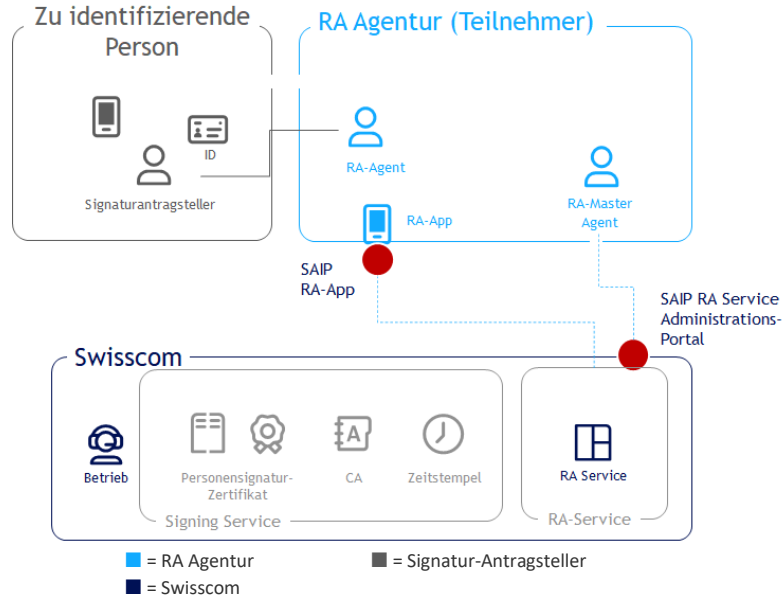 Zu identifizierende
Person
RA Agentur (Teilnehmer)
ID
Signaturantragsteller
RA-Agent
RA-App
RA-Master
Agent
SAIP
RA-App
SAIP RA Service
Administrations-
Portal
Swisscom
Betrieb
Personensignatur-
Zertifikat
A
CA
Zeitstempel
Signing Service
RA Service
RA-Service
= RA Agentur
= Signatur-Antragsteller
= Swisscom